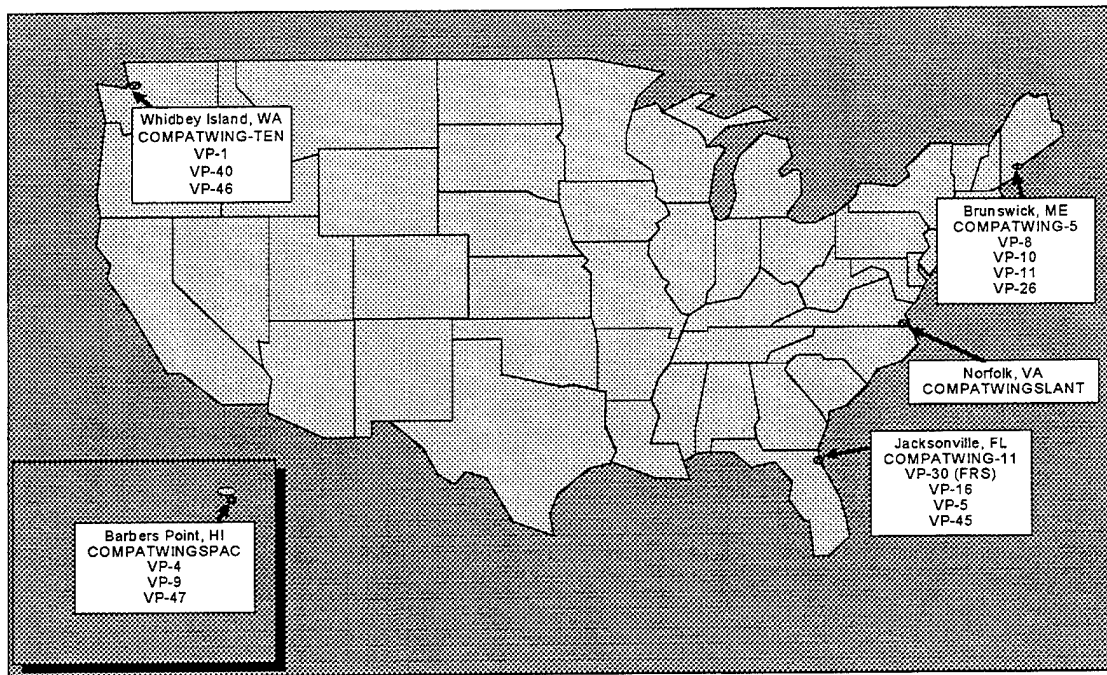 Whidbey Island, WA
COMPATWING-TEN
VP-1
VP-40
VP-46
Brunswick, ME
COMPATWING-5
VP-8
VP-10
VP-11
VP-26
Norfolk, VA
COMPATWINGSLANT
Jacksonville, FL
COMPATWING-11
VP-30 (FRS)
VP-16
VP-5
VP-45
Barbers Point, HI
COMPATWINGSPAC
VP-4
VP-9
VP-47